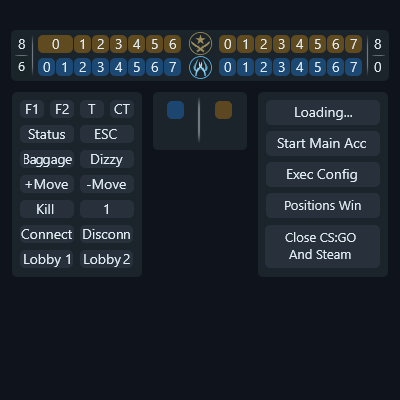 8 0 1 2 3 4 5 6 0 1 2 3 4 5 6 7 8
6 0 1 2 3 4 5 6 7 0 1 2 3 4 5 6 7 0
F1 F2 T CT
Status ESC
Baggage Dizzy
+Move -Move
Kill 1
Connect Disconn
Lobby 1 Lobby 2
Loading...
Start Main Acc
Exec Config
Positions Win
Close CS:GO
And Steam